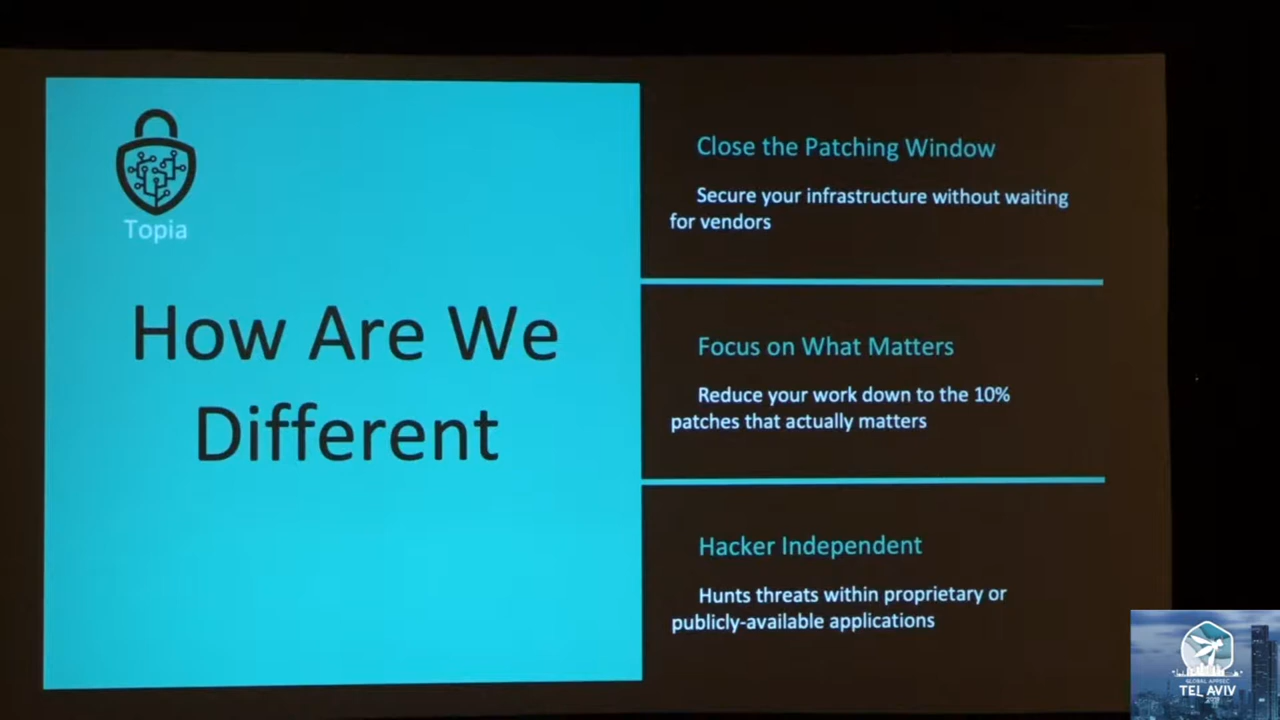 Topia
How Are We
Different
Close the Patching Window
Secure your infrastructure without waiting
for vendors
Focus on What Matters
Reduce your work down to the 10%
patches that actually matters
Hacker Independent
Hunts threats within proprietary or
publicly-available applications
GLOBAL APPSEC
TEL AVIV